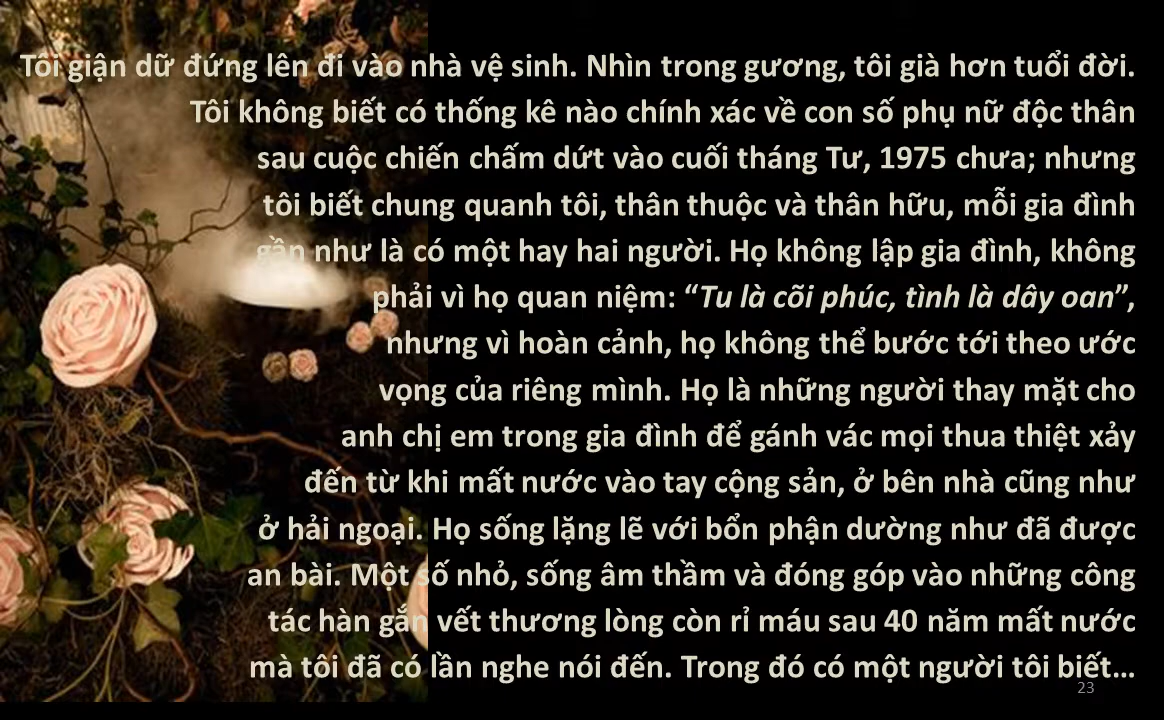 Tôi giận dữ đứng lên đi vào nhà vệ sinh. Nhìn trong gương, tôi già hơn tuổi đời.
Tôi không biết có thống kê nào chính xác về con số phụ nữ độc thân
sau cuộc chiến chấm dứt vào cuối tháng Tư, 1975 chưa; nhưng
tôi biết chung quanh tôi, thân thuộc và thân hữu, mỗi gia đình
gần như là có một hay hai người. Họ không lập gia đình, không
phải vì họ quan niệm: “Tu là cõi phúc, tình là dây oan”,
nhưng vì hoàn cảnh, họ không thể bước tới theo ước
vọng của riêng mình. Họ là những người thay mặt cho
anh chị em trong gia đình để gánh vác mọi thua thiệt xảy
đến từ khi mất nước vào tay cộng sản, ở bên nhà cũng như
ở hải ngoại. Họ sống lặng lẽ với bổn phận dường như đã được
an bài. Một số nhỏ, sống âm thầm và đóng góp vào những công
tác hàn gắn vết thương lòng còn rỉ máu sau 40 năm mất nước
mà tôi đã có lần nghe nói đến. Trong đó có một người tôi biết…
23